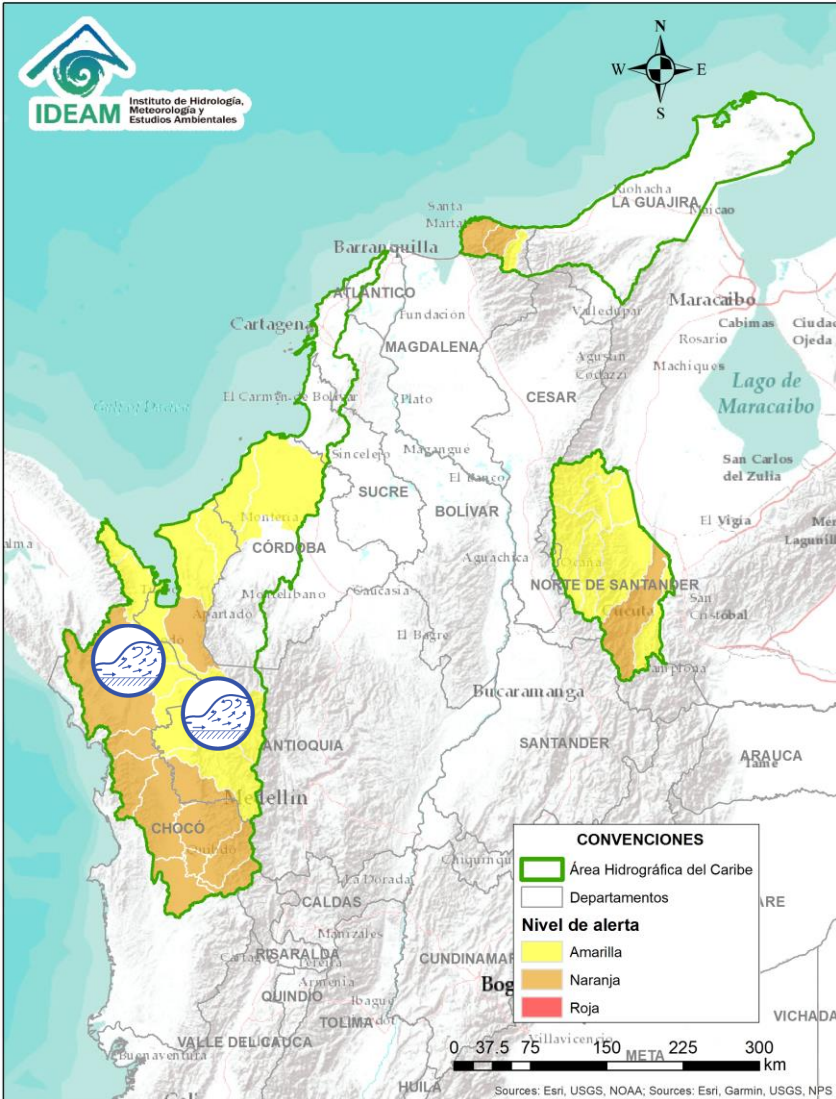 IDEAM
Instituto de Hidrología,
Meteorología y
Estudios Ambientales
N
W
E
S
Riohacha
LA GUAJIRA
Maicao
Santa
Marta
Barranquilla
ATLÁNTICO
Fundación
Maracaibo
Cabimas
Ciudad
Ojeda
Valledupar
Rosario
Cartagena
MAGDALENA
Machiques
Agustín
Codazzi
Lago de
Maracaibo
El Carmen de Bolívar
Plato
CESAR
Sincelejo
Magangue
San Carlos
del Zulia
El Banco
SUCRE
BOLÍVAR
Montería
El Vigía
CÓRDOBA
Aguachica
Ocaña
NORTE DE SANTANDER
Montelíbano
Caucasia
San
Cristóbal
Apartado
Cúcuta
El Bagre
Pamplona
Bucaramanga
ANTIOQUIA
SANTANDER
ARAUCA
Tame
Medellín
CHOCÓ
Quibdó
CONVENCIONES
Área Hidrográfica del Caribe
Departamentos
Nivel de alerta
Amarilla
Naranja
Roja
La Dorada
CALDAS
Manizales
RISARALDA
Pereira
Armenia
QUINDÍO
Ibagué
TOLIMA
VICHADA
VALLE DEL CAUCA
Buenaventura
Villavicencio
META
HUILA
0 37.5 75 150 225 300
km
Sources: Esri, USGS, NOAA; Sources: Esri, Garmin, USGS, NPS